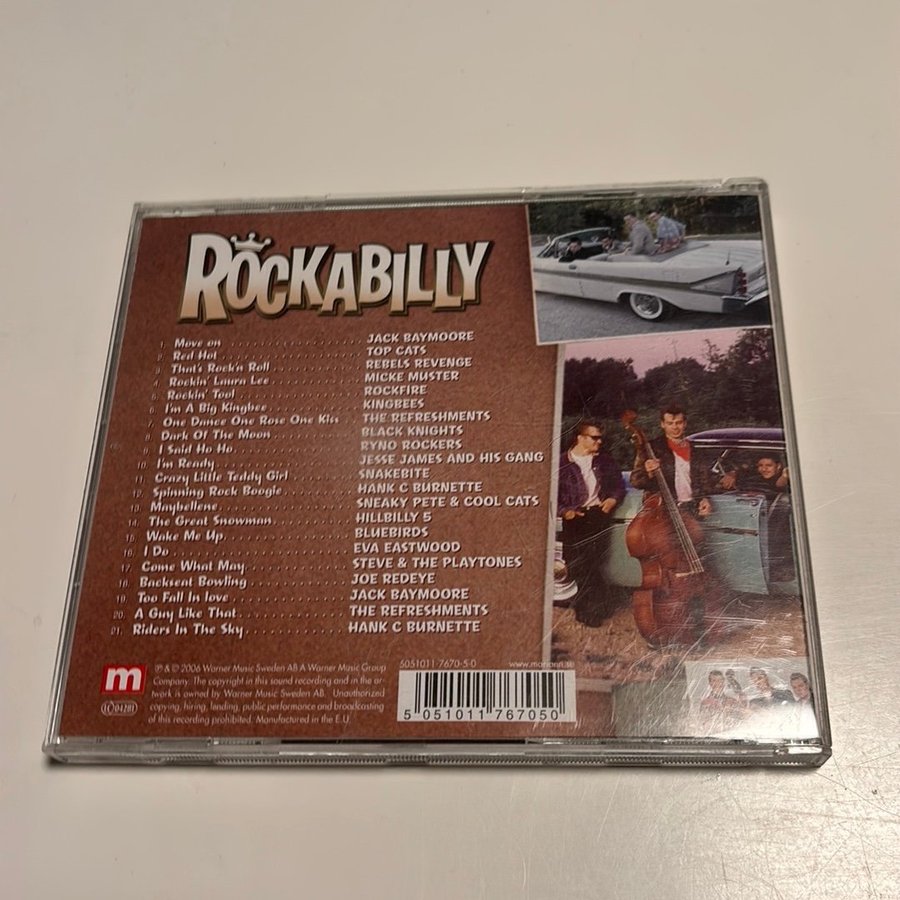 ROCKABILLY
1. Move on . . . . . . . . . . . . . . . . . . JACK BAYMOORE
2. Red Hot . . . . . . . . . . . . . . . . . . TOP CATS
3. That's Rock'n Roll . . . . . . . . . . . . REBELS REVENGE
4. Rockin' Laura Lee . . . . . . . . . . . . MICKE MUSTER
5. Rockin' Tool . . . . . . . . . . . . . . . ROCKFIRE
6. I'm A Big Kingbee . . . . . . . . . . . . KINGBEES
7. One Dance One Rose One Kiss . . . THE REFRESHMENTS
8. Dark Of The Moon . . . . . . . . . . . BLACK KNIGHTS
9. I Said Ho Ho . . . . . . . . . . . . . . . RYNO ROCKERS
10. I'm Ready . . . . . . . . . . . . . . . . JESSE JAMES AND HIS GANG
11. Crazy Little Teddy Girl . . . . . . . . SNAKEBITE
12. Spinning Rock Boogie . . . . . . . . . HANK C BURNETTE
13. Maybellene . . . . . . . . . . . . . . . SNEAKY PETE & COOL CATS
14. The Great Snowman . . . . . . . . . . HILLBILLY 5
15. Wake Me Up . . . . . . . . . . . . . . BLUEBIRDS
16. I Do . . . . . . . . . . . . . . . . . . . EVA EASTWOOD
17. Come What May . . . . . . . . . . . . STEVE & THE PLAYTONES
18. Backseat Bowling . . . . . . . . . . . JOE REDEYE
19. Too Fall In love . . . . . . . . . . . . JACK BAYMOORE
20. A Guy Like That . . . . . . . . . . . . THE REFRESHMENTS
21. Riders In The Sky . . . . . . . . . . . HANK C BURNETTE
m
℗ & © 2006 Warner Music Sweden AB A Warner Music Group
Company. The copyright in this sound recording and in the ar-
twork is owned by Warner Music Sweden AB. Unauthorized
copying, hiring, lending, public performance and broadcasting
of this recording prohibited. Manufactured in the E.U.
LC 04281
5051011-7670-5-0
www.mariann.se
5 051011 767050